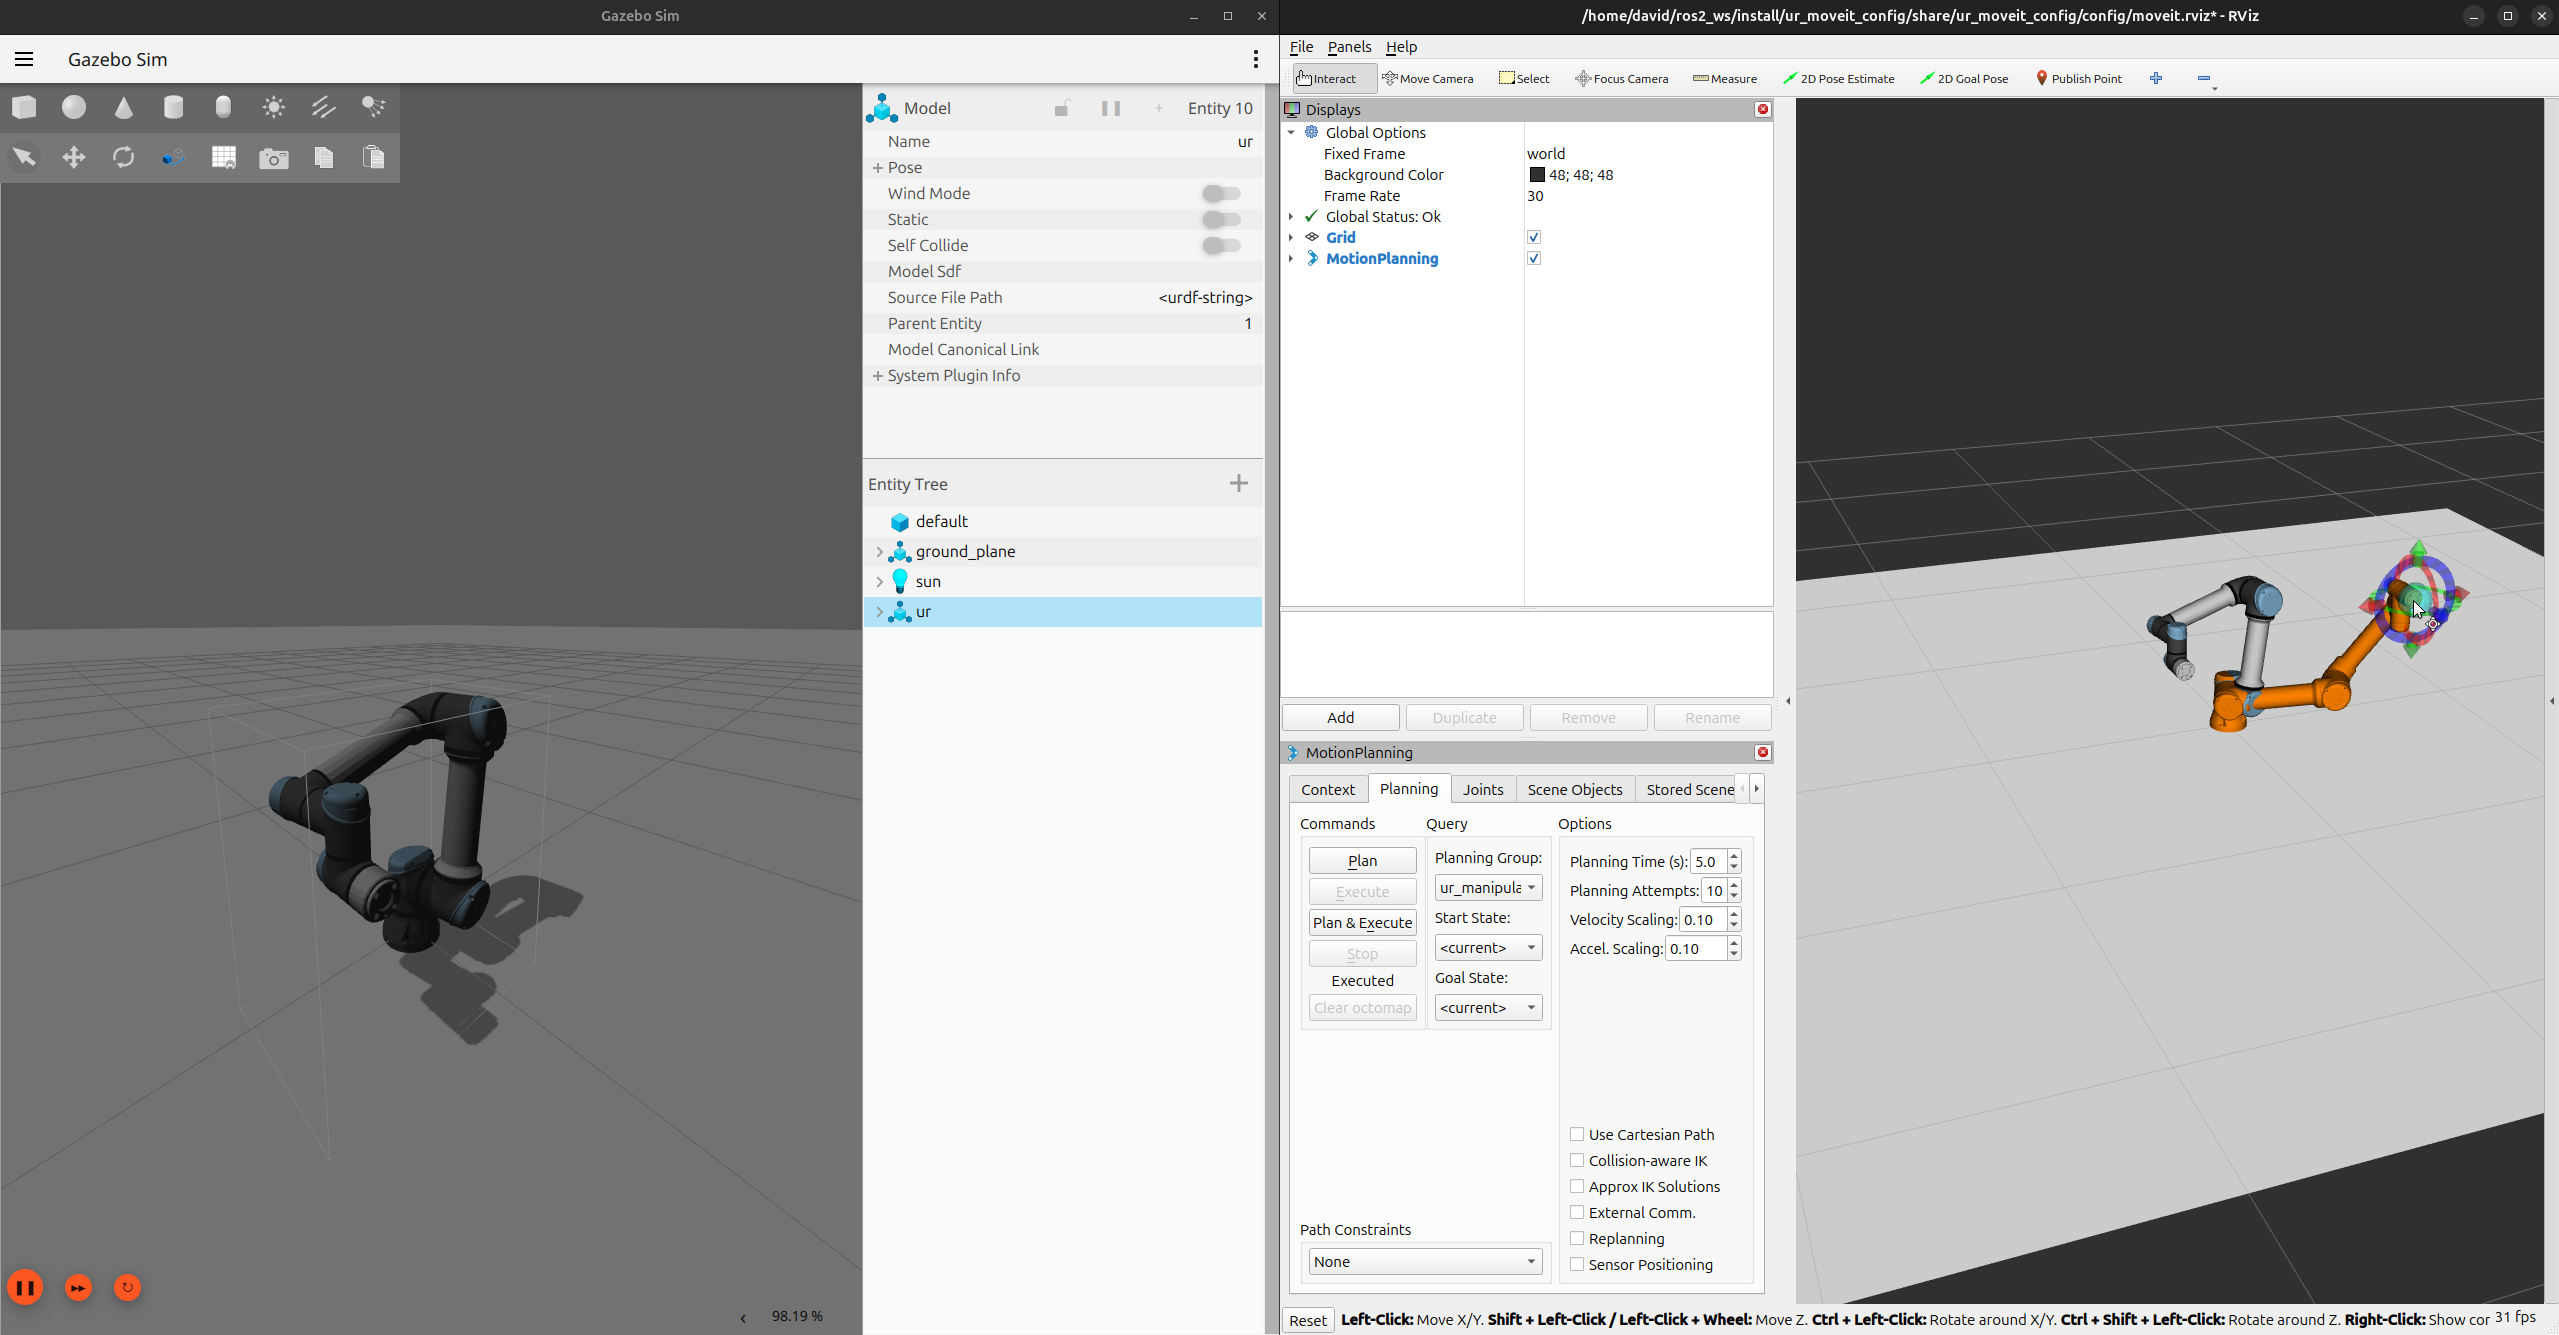 Gazebo Sim
Gazebo Sim
Model
Entity 10
Name
ur
Pose
Wind Mode
Static
Self Collide
Model Sdf
Source File Path
<urdf-string>
Parent Entity
1
Model Canonical Link
System Plugin Info
Entity Tree
default
ground_plane
sun
ur
98.19 %
/home/david/ros2_ws/install/ur_moveit_config/share/ur_moveit_config/config/moveit.rviz* - RViz
File Panels Help
Interact Move Camera Select Focus Camera Measure 2D Pose Estimate 2D Goal Pose Publish Point
Displays
Global Options
Fixed Frame world
Background Color 48; 48; 48
Frame Rate 30
Global Status: Ok
Grid
MotionPlanning
Add Duplicate Remove Rename
MotionPlanning
Context Planning Joints Scene Objects Stored Scene
Commands
Plan
Execute
Plan & Execute
Stop
Executed
Clear octomap
Query
Planning Group:
ur_manipula
Start State:
<current>
Goal State:
<current>
Options
Planning Time (s): 5.0
Planning Attempts: 10
Velocity Scaling: 0.10
Accel. Scaling: 0.10
Use Cartesian Path
Collision-aware IK
Approx IK Solutions
External Comm.
Replanning
Sensor Positioning
Path Constraints
None
Reset Left-Click: Move X/Y. Shift + Left-Click / Left-Click + Wheel: Move Z. Ctrl + Left-Click: Rotate around X/Y. Ctrl + Shift + Left-Click: Rotate around Z. Right-Click: Show cor 31 fps